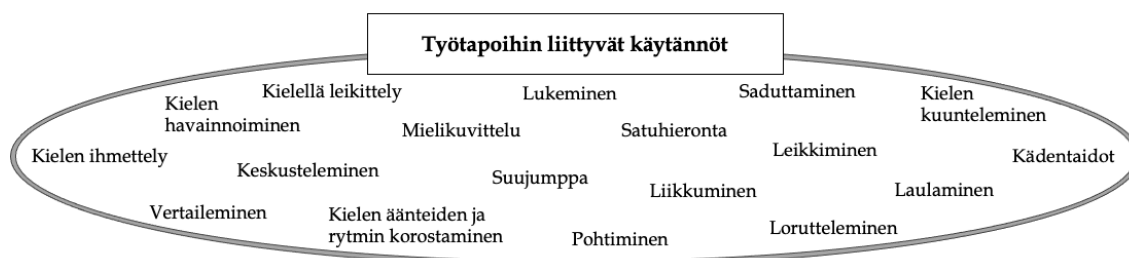 Työtapoihin liittyvät käytännöt
Kielellä leikittely
Lukeminen
Saduttaminen
Kielen
kuunteleminen
Kielen
havainnoiminen
Mielikuvittelu
Satuhieronta
Leikkiminen
Kielen ihmettely
Kädentaidot
Keskusteleminen
Suujumppa
Liikkuminen
Laulaminen
Vertaileminen
Kielen äänteiden ja
rytmin korostaminen
Pohtiminen
Lorutteleminen